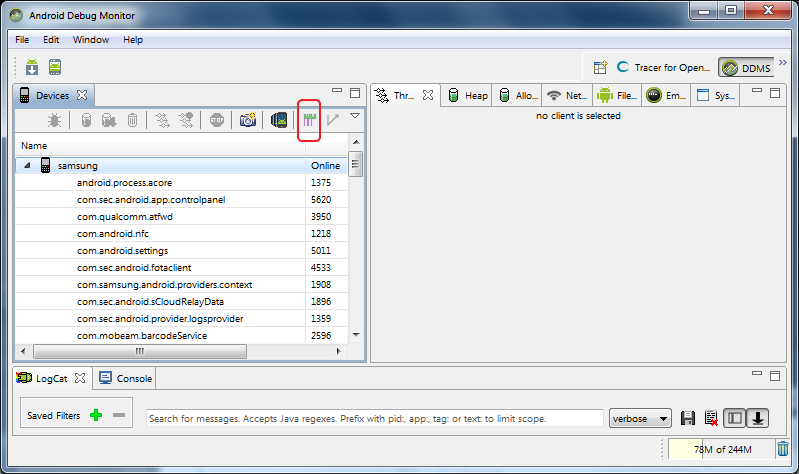 Android Debug Monitor
File Edit Window Help
Tracer for Open... DDMS »
Devices
Thr... Heap Allo... Net... File... Em... Sys...
STOP
no client is selected
Name
samsung Online
android.process.acore 1375
com.sec.android.app.controlpanel 5620
com.qualcomm.atfwd 3950
com.android.nfc 1218
com.android.settings 5011
com.sec.android.fotaclient 4533
com.samsung.android.providers.context 1908
com.sec.android.sCloudRelayData 1896
com.sec.android.provider.logsprovider 1359
com.mobeam.barcodeService 2596
LogCat Console
Saved Filters
Search for messages. Accepts Java regexes. Prefix with pid:, app:, tag: or text: to limit scope.
verbose
78M of 244M